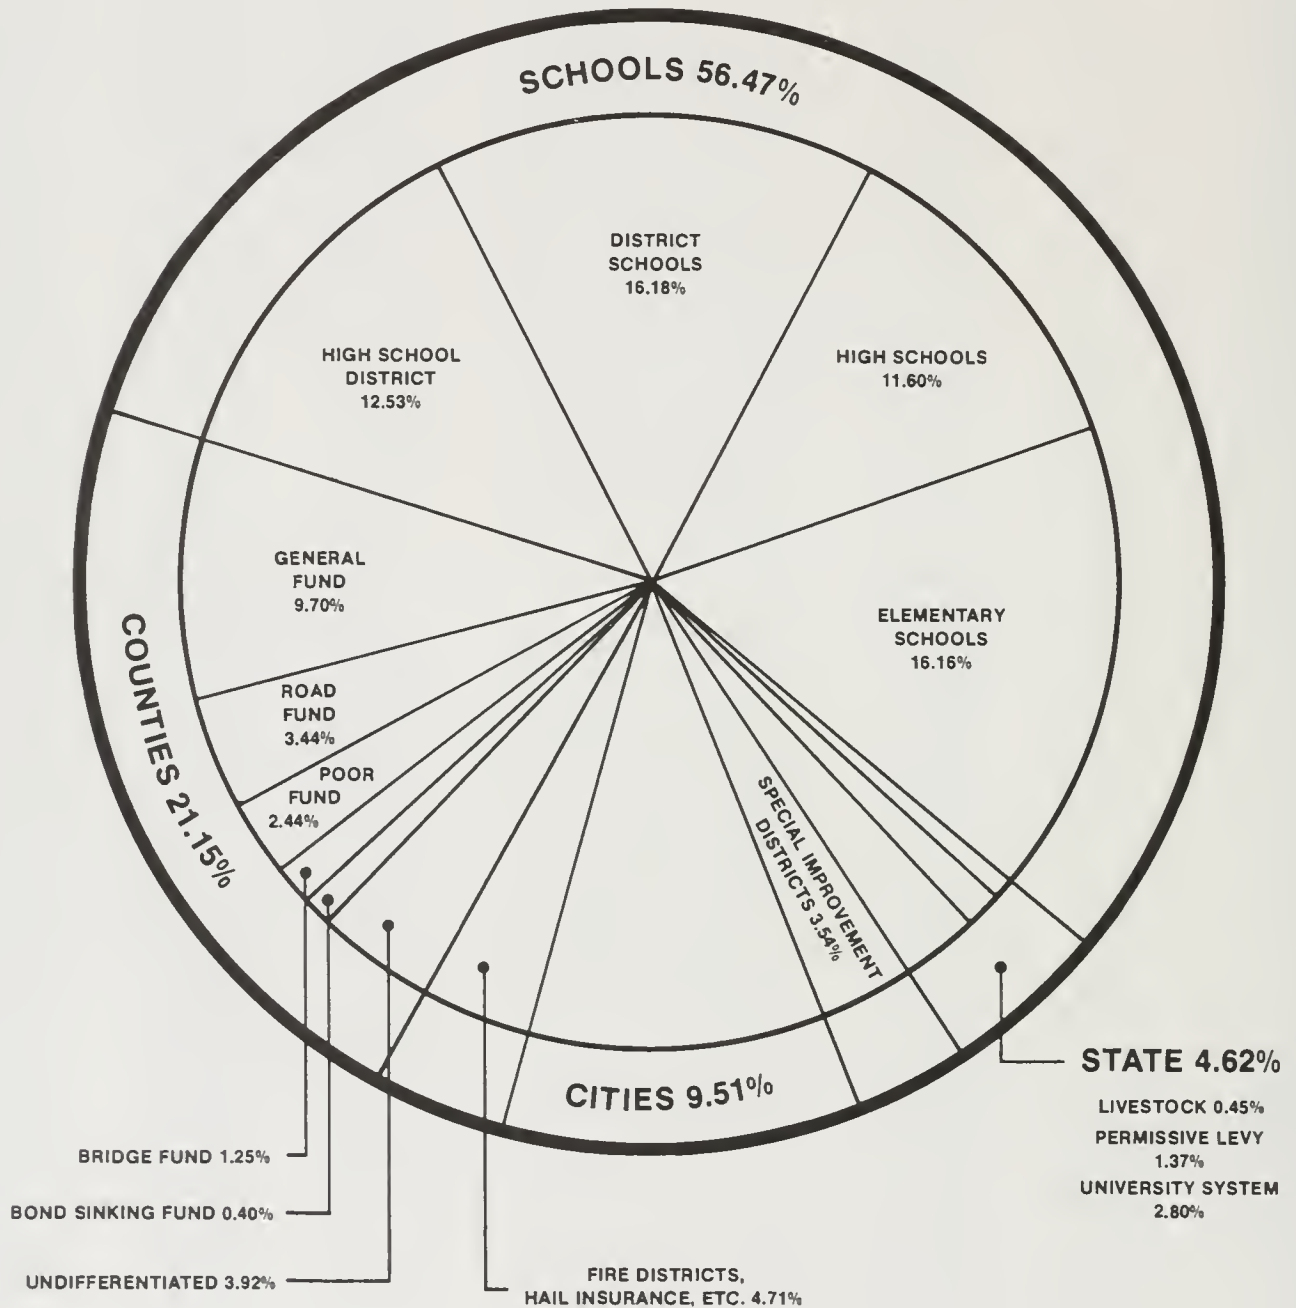 SCHOOLS 56.47%
DISTRICT
SCHOOLS
16.18%
HIGH SCHOOL
DISTRICT
12.53%
HIGH SCHOOLS
11.60%
GENERAL
FUND
9.70%
ELEMENTARY
SCHOOLS
16.16%
COUNTIES 21.15%
ROAD
FUND
3.44%
POOR
FUND
2.44%
SPECIAL IMPROVEMENT
DISTRICTS 3.54%
CITIES 9.51%
STATE 4.62%
LIVESTOCK 0.45%
PERMISSIVE LEVY
1.37%
UNIVERSITY SYSTEM
2.80%
BRIDGE FUND 1.25%
BOND SINKING FUND 0.40%
UNDIFFERENTIATED 3.92%
FIRE DISTRICTS,
HAIL INSURANCE, ETC. 4.71%